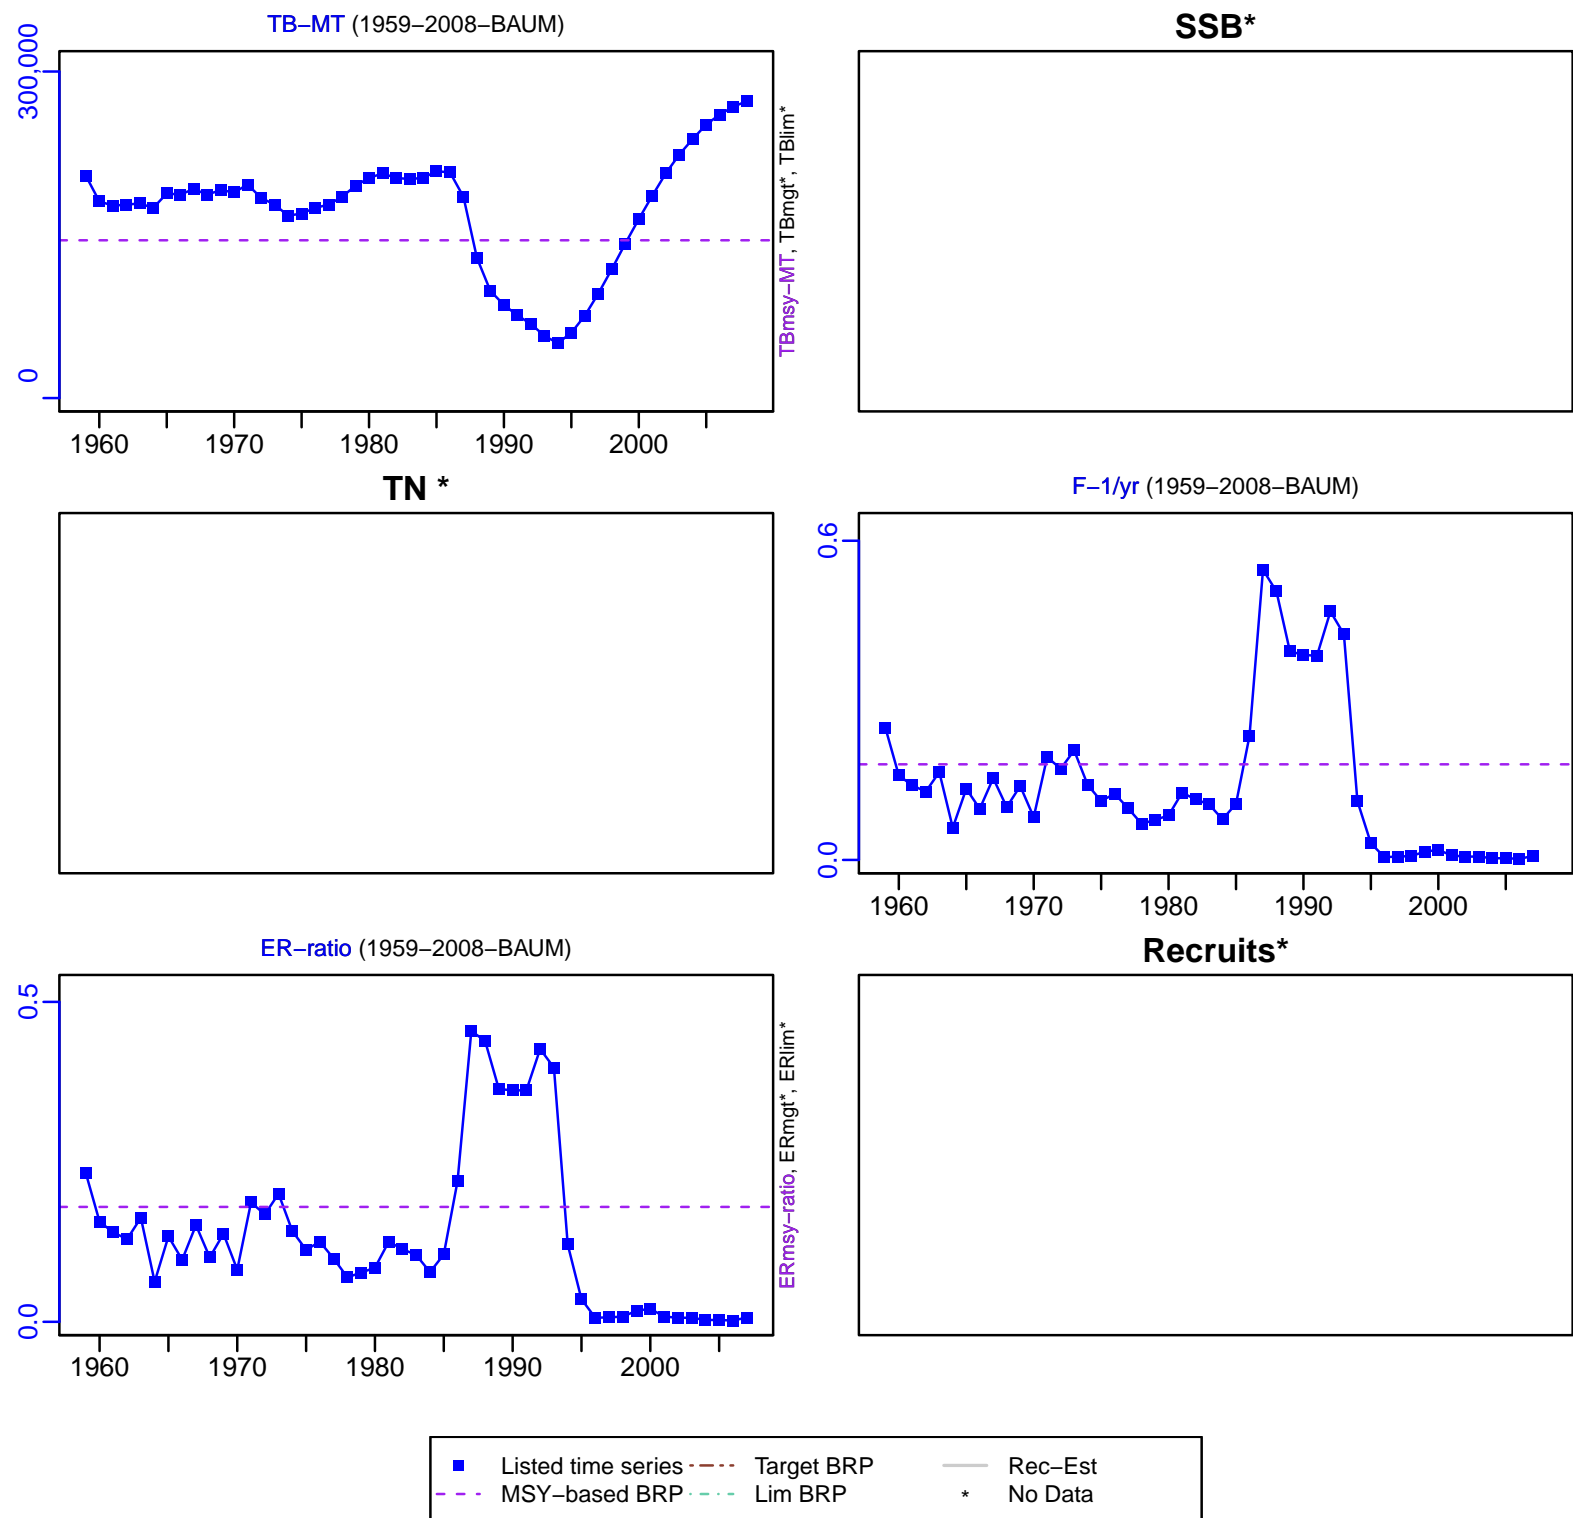 TB−MT (1959−2008−BAUM)
300,000
0
TBmsy−MT, TBmgt*, TBlim*
1960 1970 1980 1990 2000
SSB*
TN *
F−1/yr (1959−2008−BAUM)
0.6
0.0
1960 1970 1980 1990 2000
ER−ratio (1959−2008−BAUM)
0.5
0.0
ERmsy−ratio, ERmgt*, ERlim*
1960 1970 1980 1990 2000
Recruits*
Listed time series Target BRP Rec−Est
MSY−based BRP Lim BRP * No Data